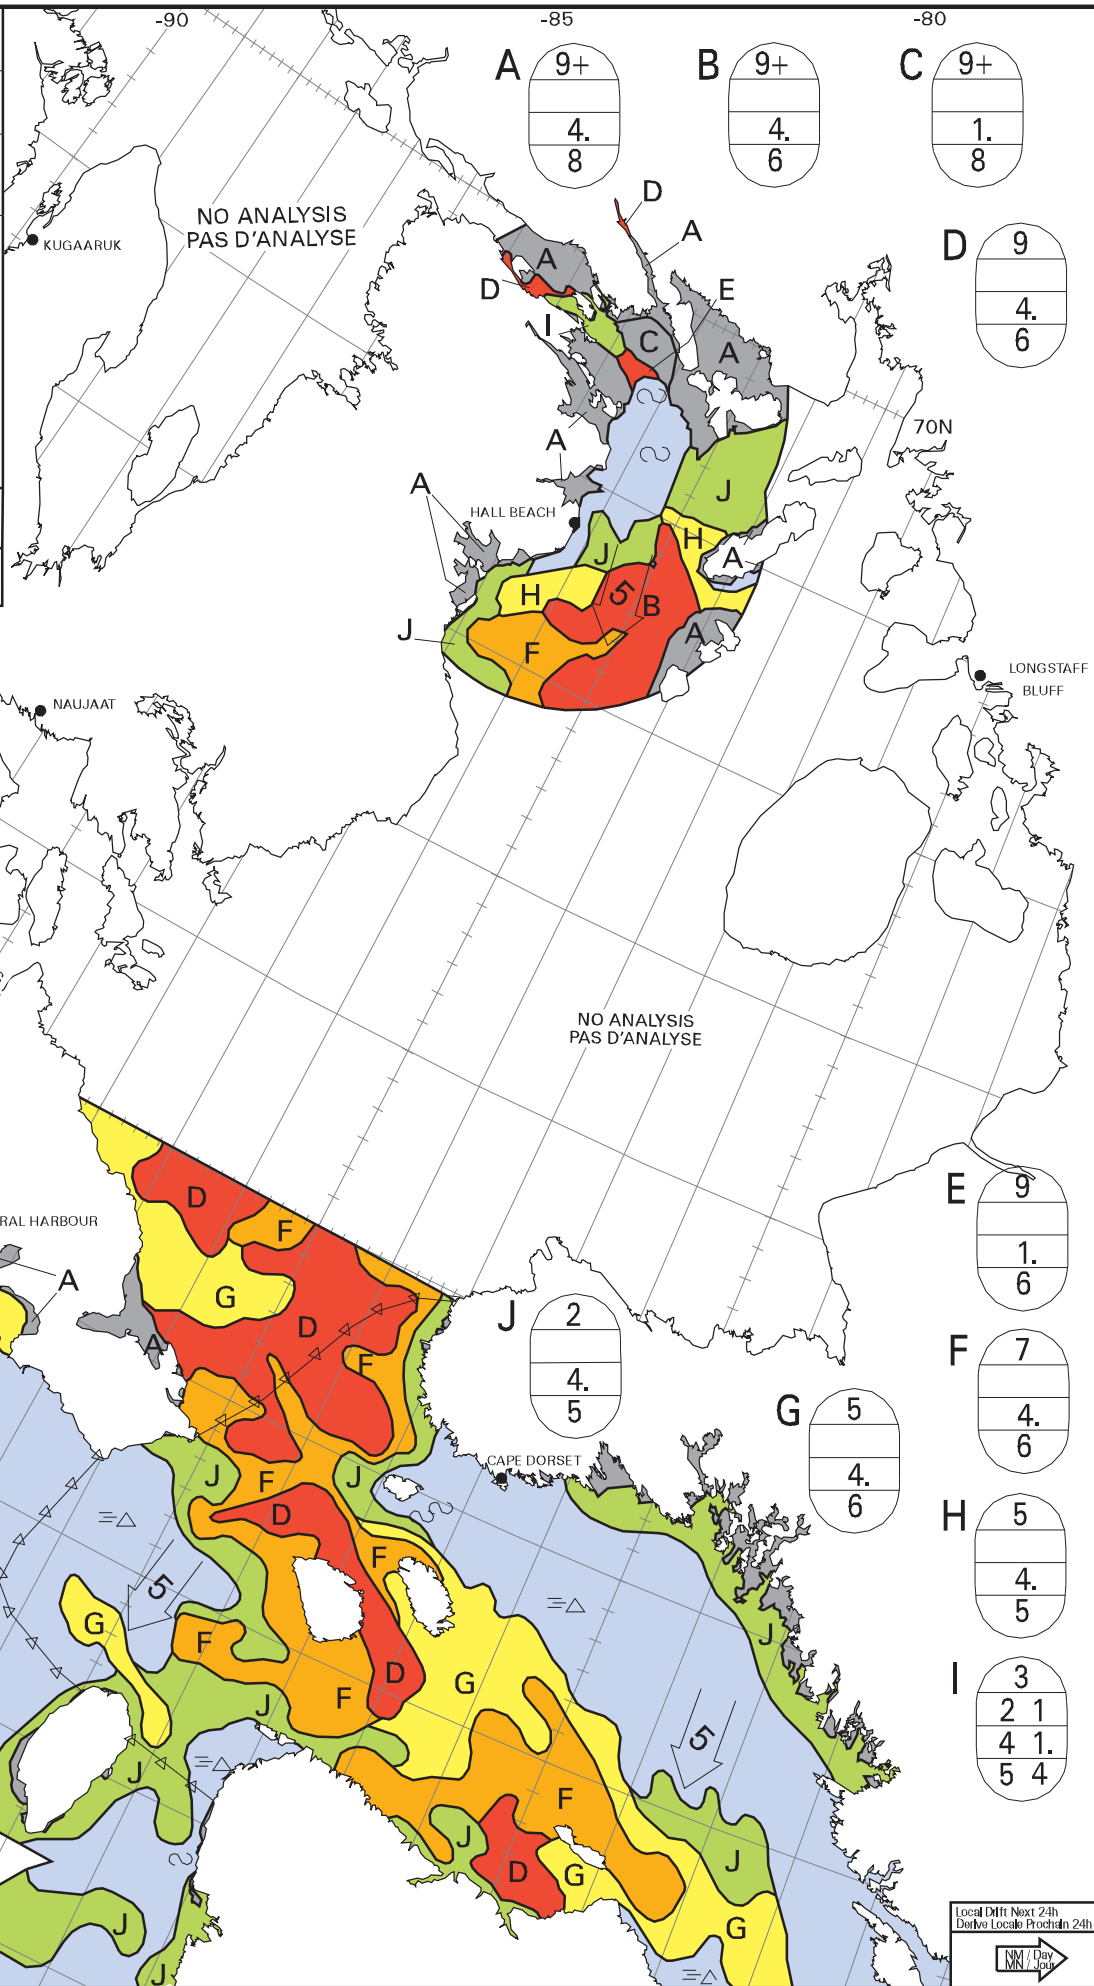 -90
-85
-80
A
9+
4.
8
B
9+
4.
6
C
9+
1.
8
D
9
4.
6
NO ANALYSIS
PAS D'ANALYSE
KUGAARUK
D
A
A
D
E
I
C
A
J
A
70N
A
J
HALL BEACH
H
A
J
H
5
B
A
J
F
LONGSTAFF
BLUFF
NAUJAAT
NO ANALYSIS
PAS D'ANALYSE
E
9
1.
6
D
F
RAL HARBOUR
A
G
D
A
F
J
2
4.
5
F
7
4.
6
G
5
4.
6
CAPE DORSET
J
F
J
D
H
5
4.
5
F
5
G
F
J
J
D
G
F
J
I
3
2 1
4 1.
5 4
5
J
F
J
D
G
J
G
J
J
Local Drift Next 24h
Derive Locale Prochain 24h
NM / Day
MN / Jour